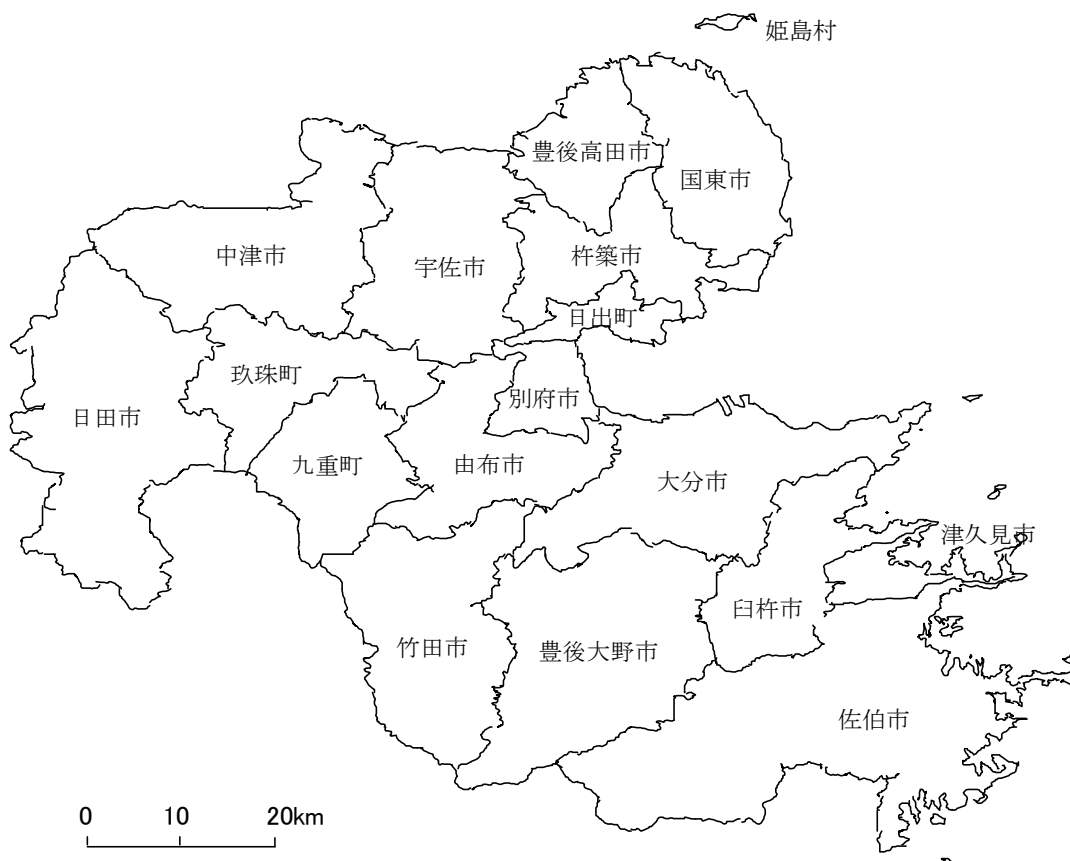 姫島村
豊後高田市
国東市
中津市
宇佐市
杵築市
日出町
玖珠町
別府市
日田市
九重町
由布市
大分市
津久見市
臼杵市
竹田市
豊後大野市
佐伯市
0 10 20km